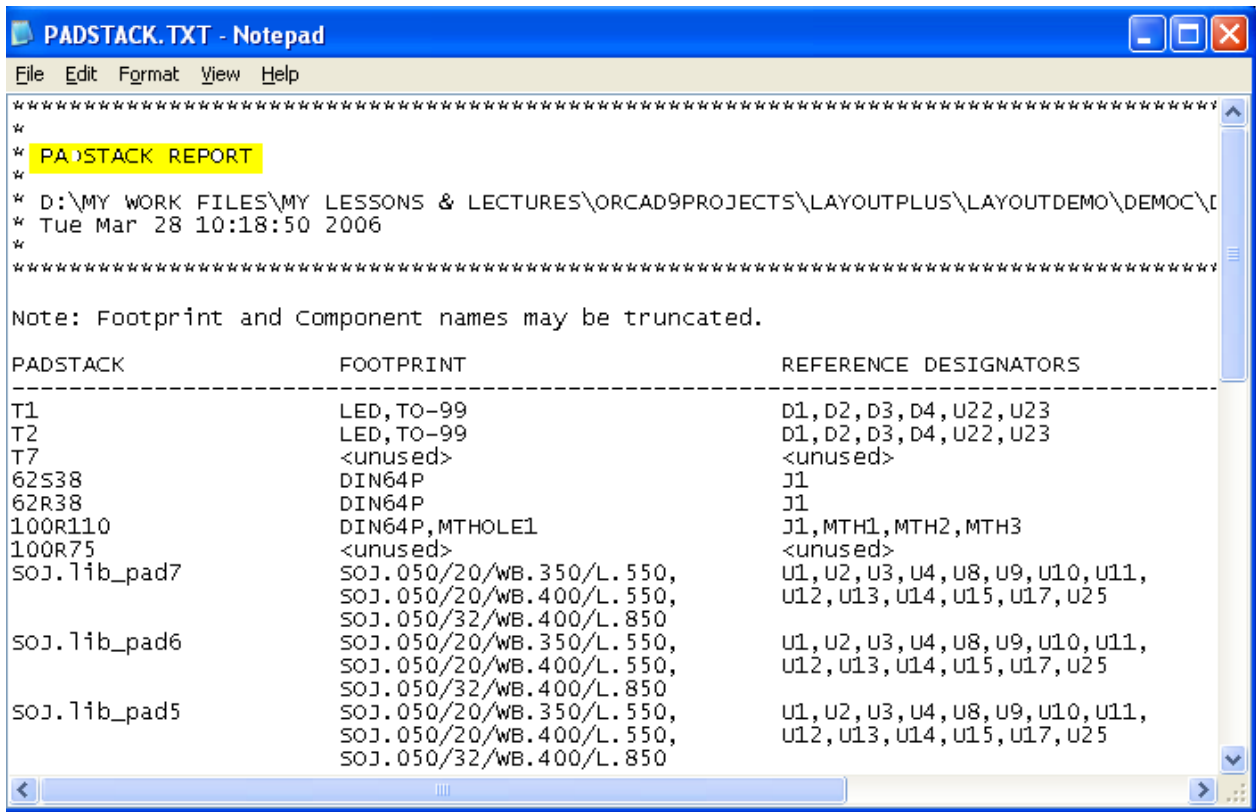 PADSTACK.TXT - Notepad
File Edit Format View Help
*************************************************************************************
*
* PADSTACK REPORT
*
* D:\MY WORK FILES\MY LESSONS & LECTURES\ORCAD9PROJECTS\LAYOUTPLUS\LAYOUTDEMO\DEMOC\
* Tue Mar 28 10:18:50 2006
*
*************************************************************************************
Note: Footprint and Component names may be truncated.
PADSTACK FOOTPRINT REFERENCE DESIGNATORS
-------------------------------------------------------------------------------------
T1 LED,TO-99 D1,D2,D3,D4,U22,U23
T2 LED,TO-99 D1,D2,D3,D4,U22,U23
T7 <unused> <unused>
62S38 DIN64P J1
62R38 DIN64P J1
100R110 DIN64P,MTHOLE1 J1,MTH1,MTH2,MTH3
100R75 <unused> <unused>
SOJ.lib_pad7 SOJ.050/20/WB.350/L.550, U1,U2,U3,U4,U8,U9,U10,U11,
SOJ.050/20/WB.400/L.550, U12,U13,U14,U15,U17,U25
SOJ.050/32/WB.400/L.850
SOJ.lib_pad6 SOJ.050/20/WB.350/L.550, U1,U2,U3,U4,U8,U9,U10,U11,
SOJ.050/20/WB.400/L.550, U12,U13,U14,U15,U17,U25
SOJ.050/32/WB.400/L.850
SOJ.lib_pad5 SOJ.050/20/WB.350/L.550, U1,U2,U3,U4,U8,U9,U10,U11,
SOJ.050/20/WB.400/L.550, U12,U13,U14,U15,U17,U25
SOJ.050/32/WB.400/L.850